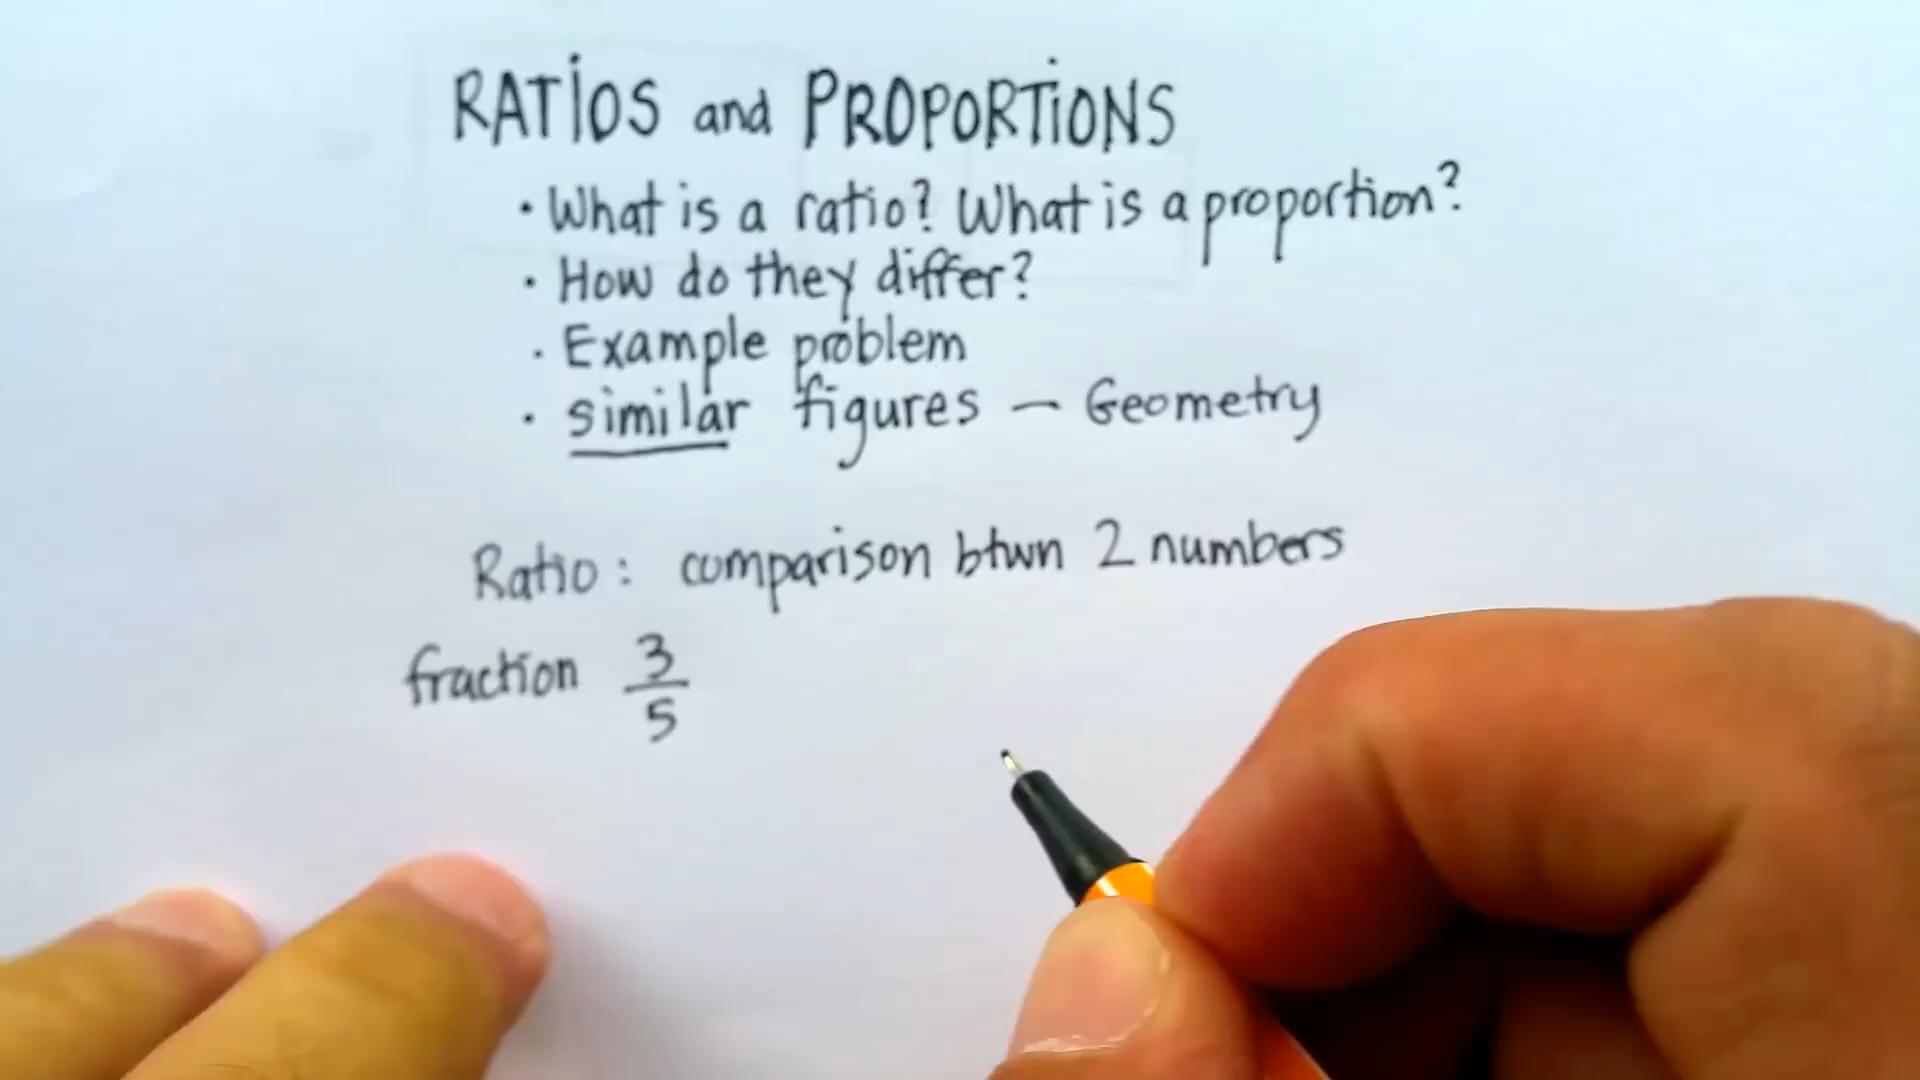 RATiOS and PROPORTiONS
• What is a ratio? What is a proportion?
• How do they differ?
• Example problem
• similar figures — Geometry
Ratio: comparison btwn 2 numbers
fraction 3/5